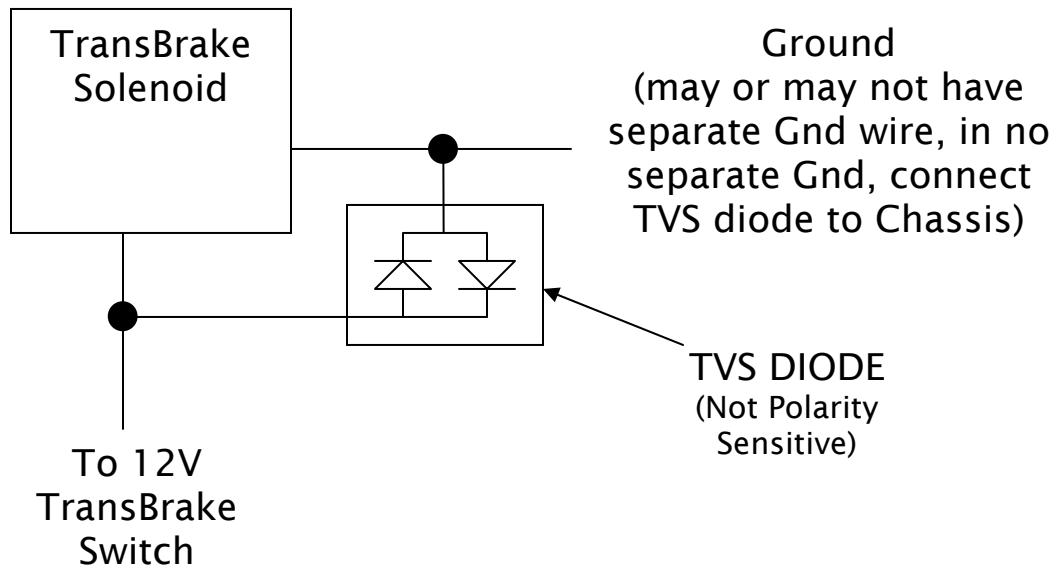 TransBrake
Solenoid
Ground
(may or may not have
separate Gnd wire, in no
separate Gnd, connect
TVS diode to Chassis)
TVS DIODE
(Not Polarity
Sensitive)
To 12V
TransBrake
Switch